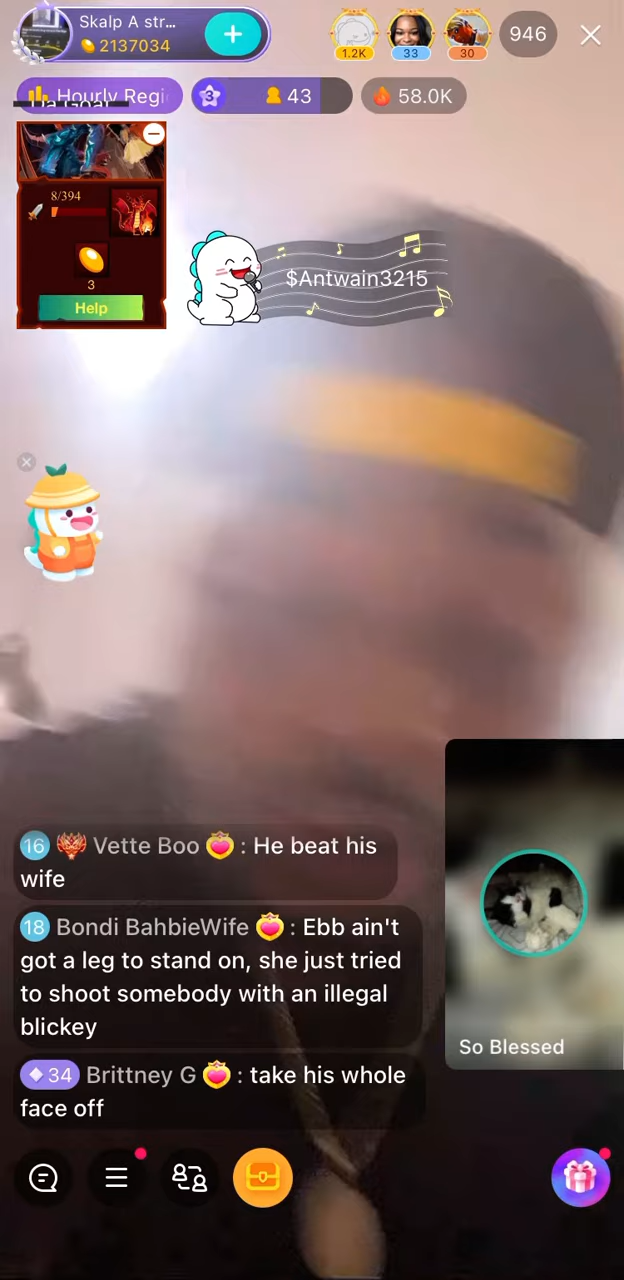 Skalp A str...
2137034
1.2K
33
30
946
Hourly Regi
3
43
58.0K
8/394
3
Help
$Antwain3215
16 Vette Boo : He beat his
wife
18 Bondi BahbieWife : Ebb ain't
got a leg to stand on, she just tried
to shoot somebody with an illegal
blickey
34 Brittney G : take his whole
face off
So Blessed